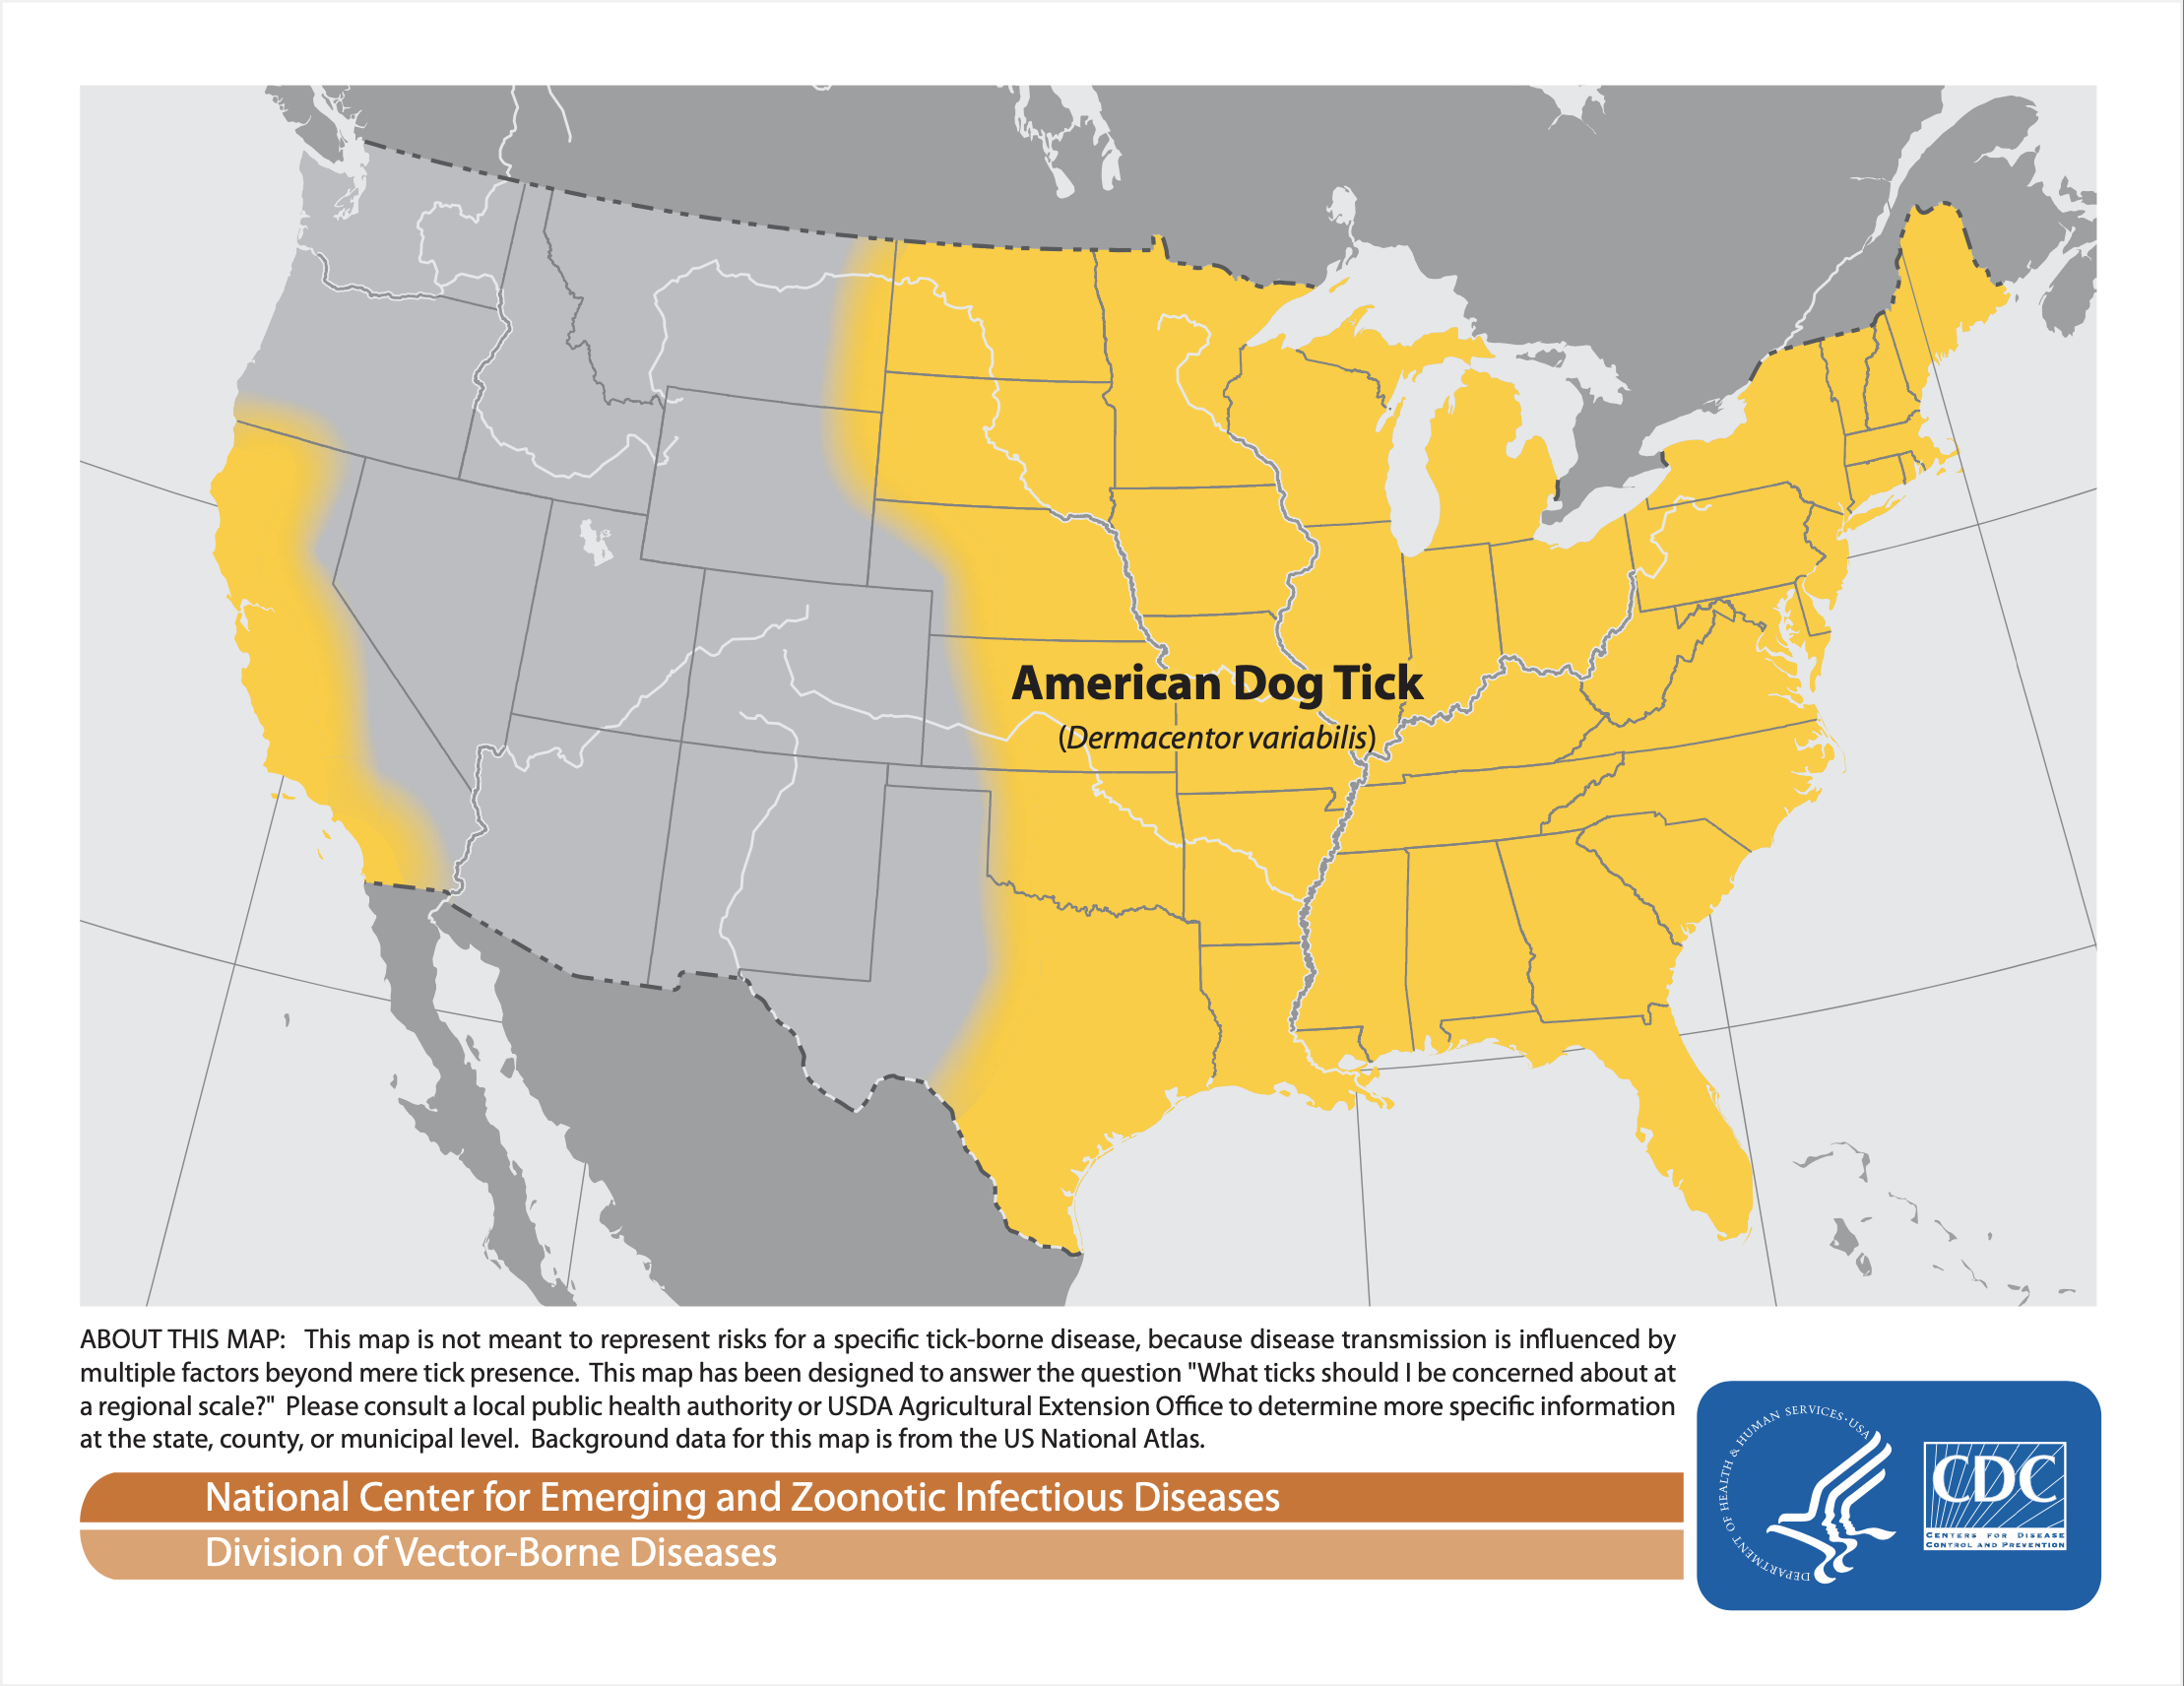 American Dog Tick
(Dermacentor variabilis)
ABOUT THIS MAP:   This map is not meant to represent risks for a specific tick-borne disease, because disease transmission is influenced by
multiple factors beyond mere tick presence.  This map has been designed to answer the question "What ticks should I be concerned about at
a regional scale?"  Please consult a local public health authority or USDA Agricultural Extension Office to determine more specific information
at the state, county, or municipal level.  Background data for this map is from the US National Atlas.
National Center for Emerging and Zoonotic Infectious Diseases
Division of Vector-Borne Diseases
DEPARTMENT OF HEALTH & HUMAN SERVICES · USA
CDC
CENTERS FOR DISEASE
CONTROL AND PREVENTION